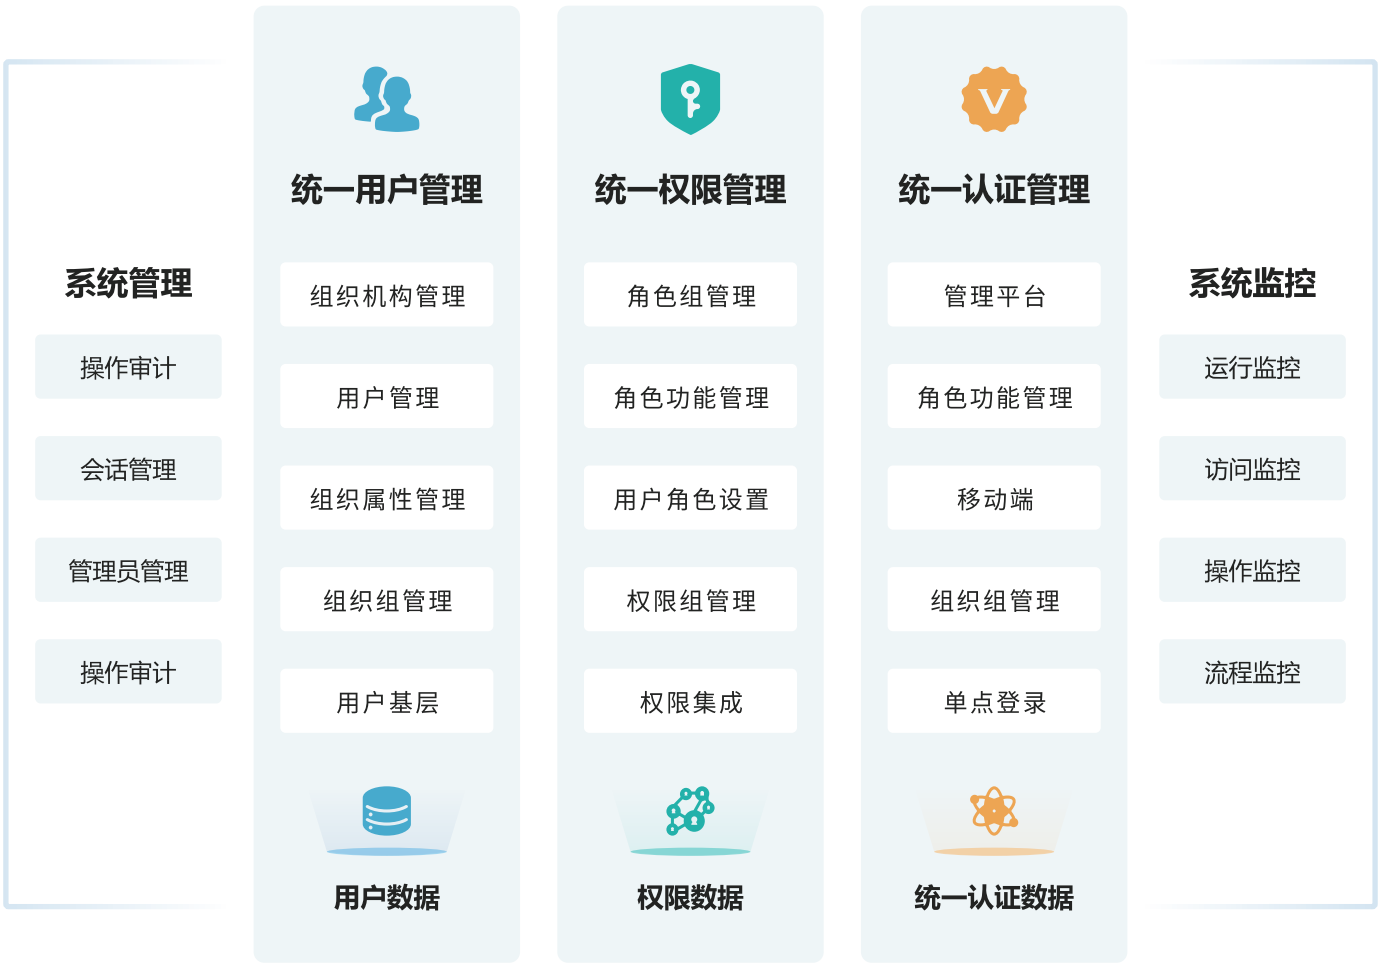 系统管理
操作审计
会话管理
管理员管理
操作审计
统一用户管理
组织机构管理
用户管理
组织属性管理
组织组管理
用户基层
用户数据
统一权限管理
角色组管理
角色功能管理
用户角色设置
权限组管理
权限集成
权限数据
统一认证管理
管理平台
角色功能管理
移动端
组织组管理
单点登录
统一认证数据
系统监控
运行监控
访问监控
操作监控
流程监控